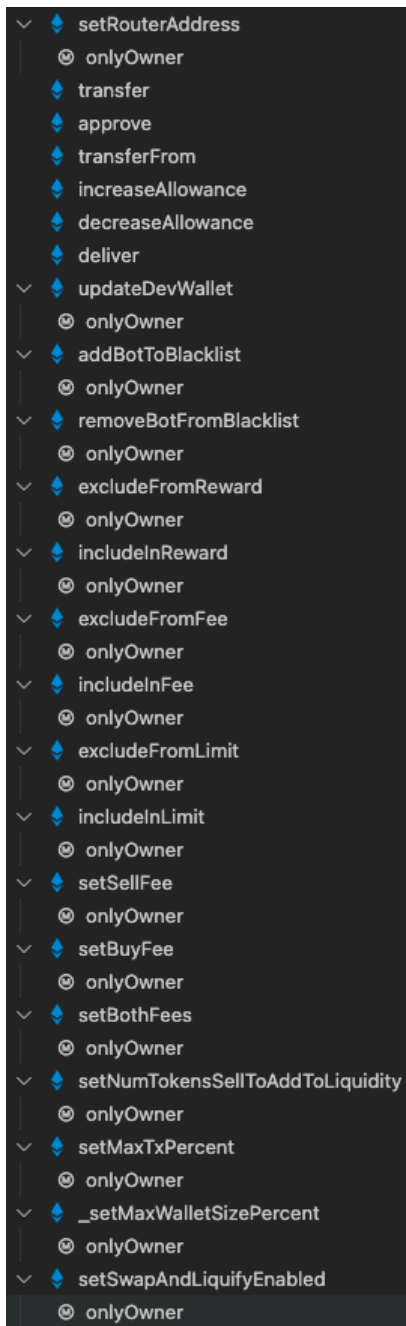 setRouterAddress
onlyOwner
transfer
approve
transferFrom
increaseAllowance
decreaseAllowance
deliver
updateDevWallet
onlyOwner
addBotToBlacklist
onlyOwner
removeBotFromBlacklist
onlyOwner
excludeFromReward
onlyOwner
includeInReward
onlyOwner
excludeFromFee
onlyOwner
includeInFee
onlyOwner
excludeFromLimit
onlyOwner
includeInLimit
onlyOwner
setSellFee
onlyOwner
setBuyFee
onlyOwner
setBothFees
onlyOwner
setNumTokensSellToAddToLiquidity
onlyOwner
setMaxTxPercent
onlyOwner
_setMaxWalletSizePercent
onlyOwner
setSwapAndLiquifyEnabled
onlyOwner